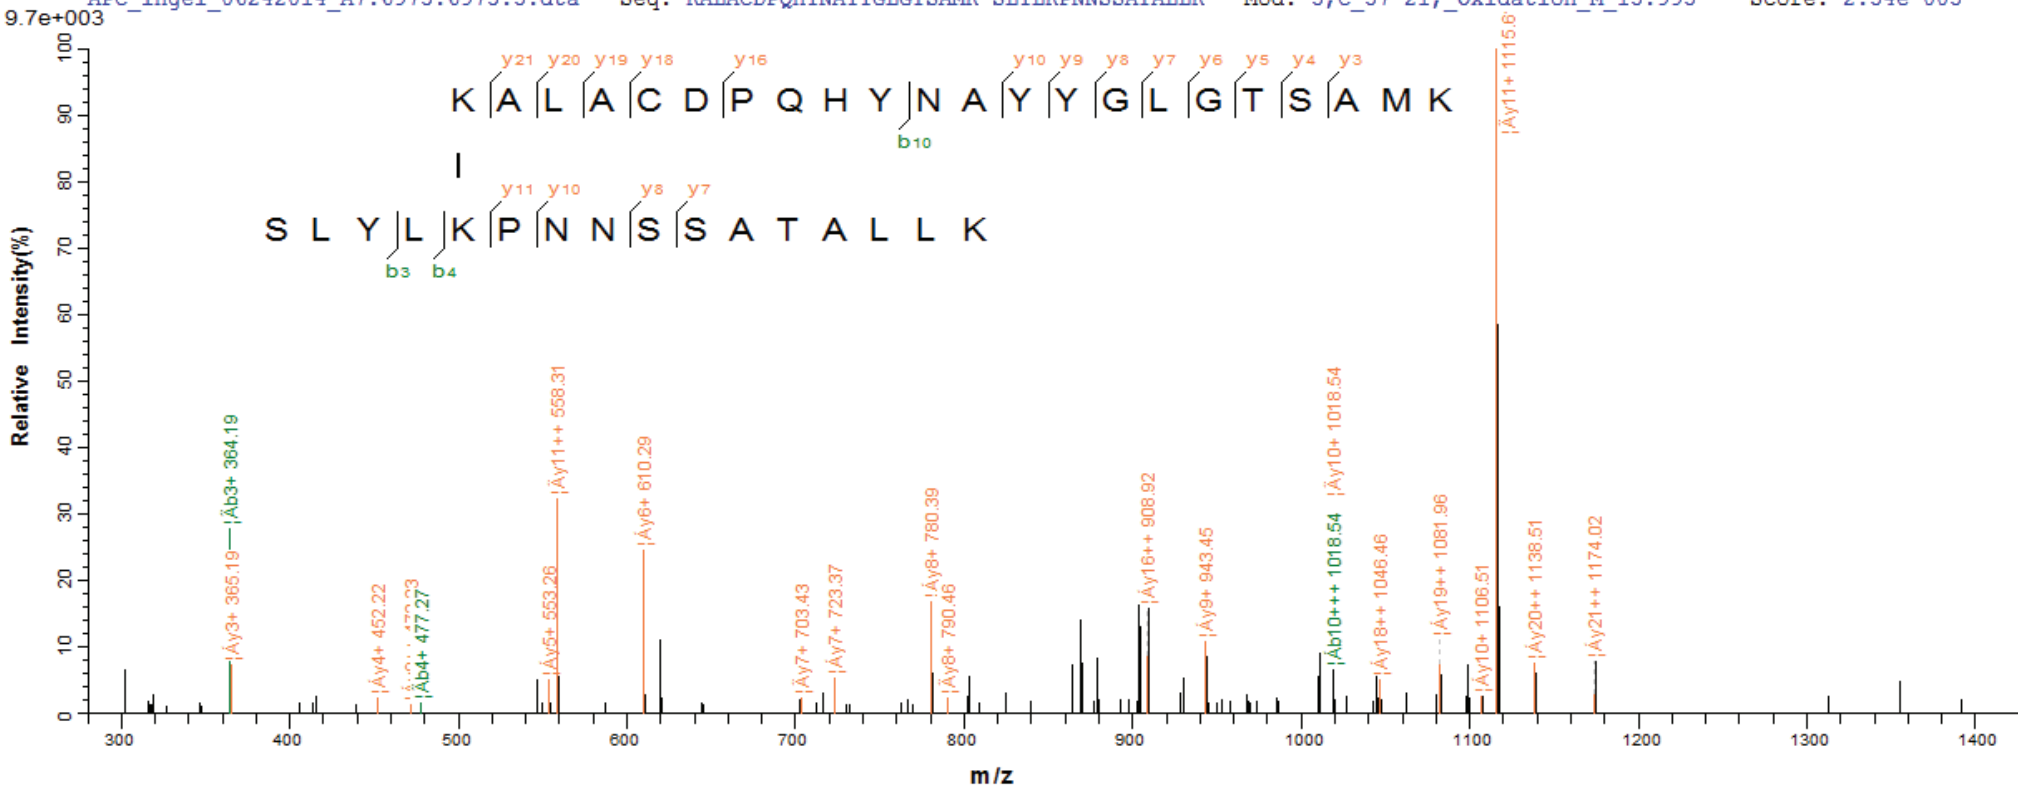 9.7e+003
y21 y20 y19 y18 y16 y10 y9 y8 y7 y6 y5 y4 y3
K A L A C D P Q H Y N A Y Y G L G T S A M K
b10
y11 y10 y8 y7
S L Y L K P N N S S A T A L L K
b3 b4
Relative Intensity(%)
100
90
80
70
60
50
40
30
20
10
0
¦Äb3+ 364.19
¦Äy3+ 365.19
¦Äy4+ 452.22
¦Äb4+ 477.27
¦Äy5+ 553.26
¦Äy11++ 558.31
¦Äy6+ 610.29
¦Äy7+ 703.43
¦Äy7+ 723.37
¦Äy8+ 780.39
¦Äy8+ 790.46
¦Äy16++ 908.92
¦Äy9+ 943.45
¦Äb10+++ 1018.54
¦Äy10+ 1018.54
¦Äy18++ 1046.46
¦Äy19++ 1081.96
¦Äy10+ 1106.51
¦Äy11+ 1115.6
¦Äy20++ 1138.51
¦Äy21++ 1174.02
300 400 500 600 700 800 900 1000 1100 1200 1300 1400
m/z